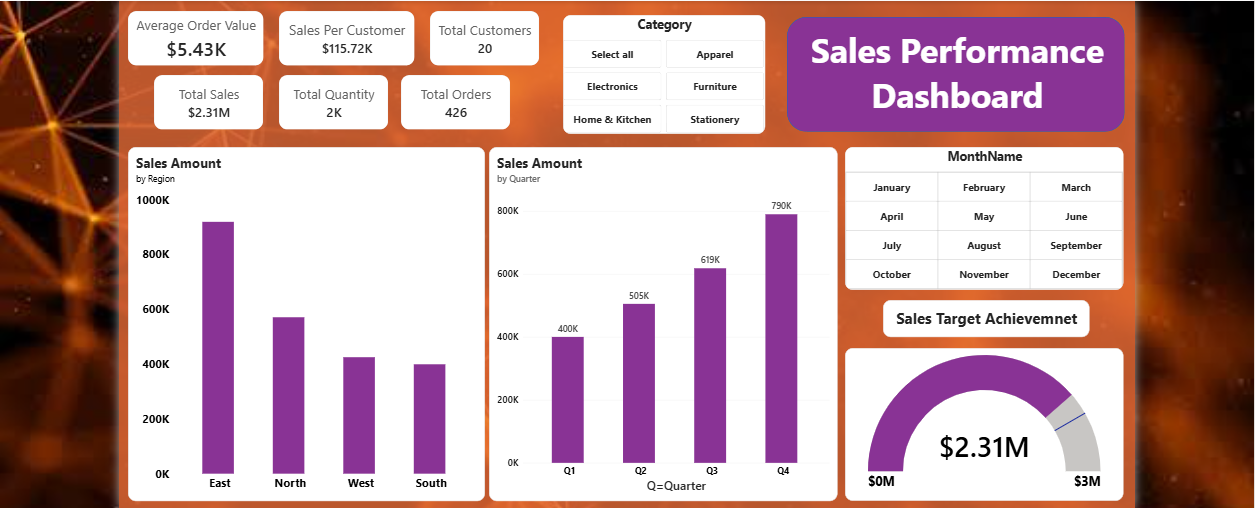 Average Order Value
$5.43K
Sales Per Customer
$115.72K
Total Customers
20
Total Sales
$2.31M
Total Quantity
2K
Total Orders
426
Category
Select all
Apparel
Electronics
Furniture
Home & Kitchen
Stationery
Sales Performance
Dashboard
Sales Amount
by Region
1000K
800K
600K
400K
200K
0K
East
North
West
South
Sales Amount
by Quarter
800K
600K
400K
200K
0K
400K
505K
619K
790K
Q1
Q2
Q3
Q4
Q=Quarter
MonthName
January
February
March
April
May
June
July
August
September
October
November
December
Sales Target Achievemnet
$2.31M
$0M
$3M